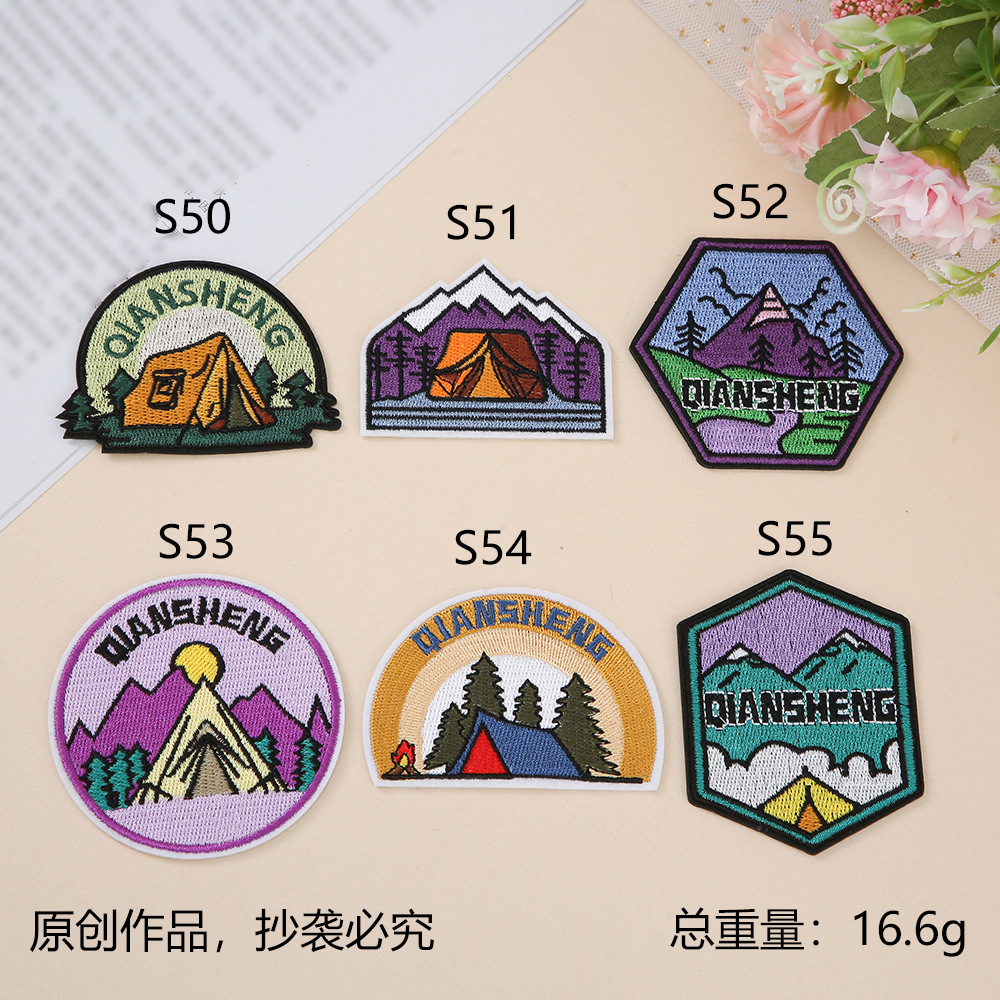 S50
S51
S52
QIANSHENG
QIANSHENG
S53
S54
S55
QIANSHENG
QIANSHENG
QIANSHENG
原创作品，抄袭必究
总重量：16.6g